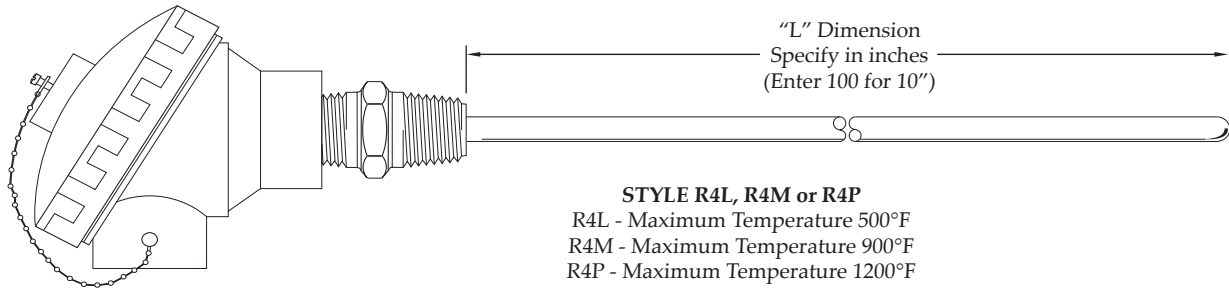 “L” Dimension
Specify in inches
(Enter 100 for 10”)
STYLE R4L, R4M or R4P
R4L - Maximum Temperature 500°F
R4M - Maximum Temperature 900°F
R4P - Maximum Temperature 1200°F